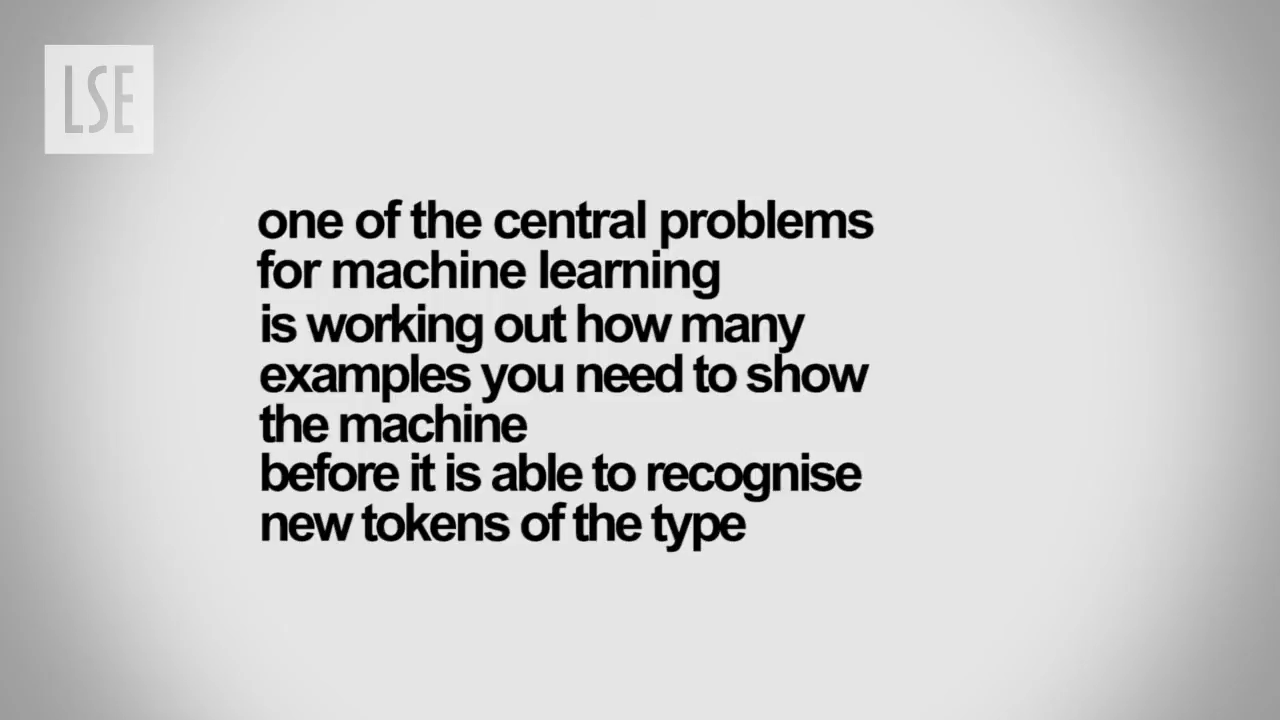 LSE
one of the central problems
for machine learning
is working out how many
examples you need to show
the machine
before it is able to recognise
new tokens of the type